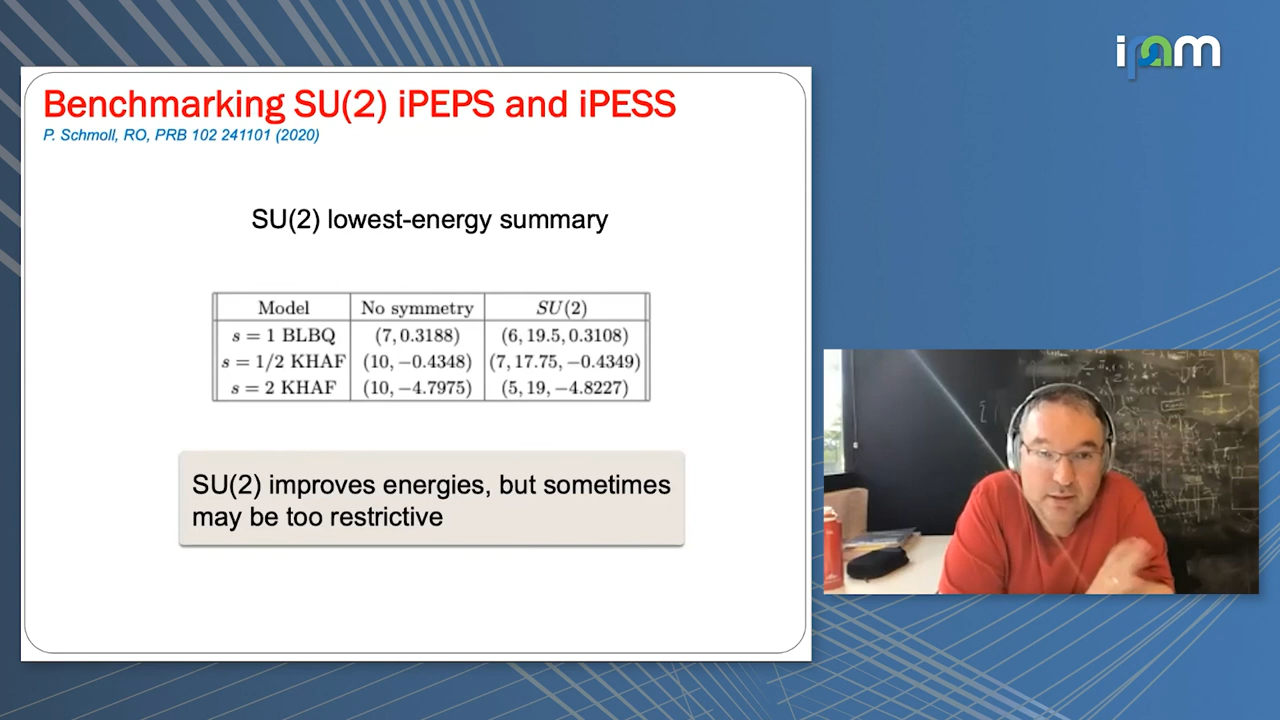 ipam
Benchmarking SU(2) iPEPS and iPESS
P. Schmoll, RO, PRB 102 241101 (2020)
SU(2) lowest-energy summary
Model No symmetry SU(2)
s = 1 BLBQ (7, 0.3188) (6, 19.5, 0.3108)
s = 1/2 KHAF (10, −0.4348) (7, 17.75, −0.4349)
s = 2 KHAF (10, −4.7975) (5, 19, −4.8227)
SU(2) improves energies, but sometimes
may be too restrictive